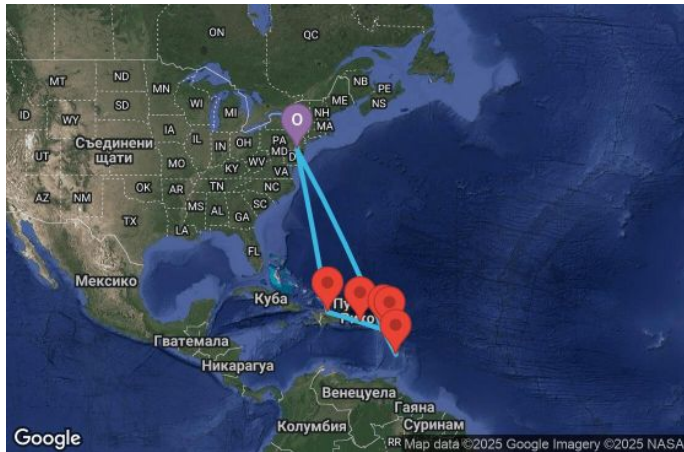 ON
QC
MT
ND
MN
NB
PE
ID
SD
WI
MI
ME
NS
WY
O
NH
MA
IA
Съединени
щати
IL
IN
OH
PA
MD
UT
MO
KY
WV
VA
AZ
NM
OK
AR
TN
NC
TX
MS
AL
GA
SC
LA
FL
Мексико
Куба
Гватемала
Никарагуа
Венецуела
Гаяна
Колумбия
Суринам
Google
Map data ©2025 Google Imagery ©2025 NASA